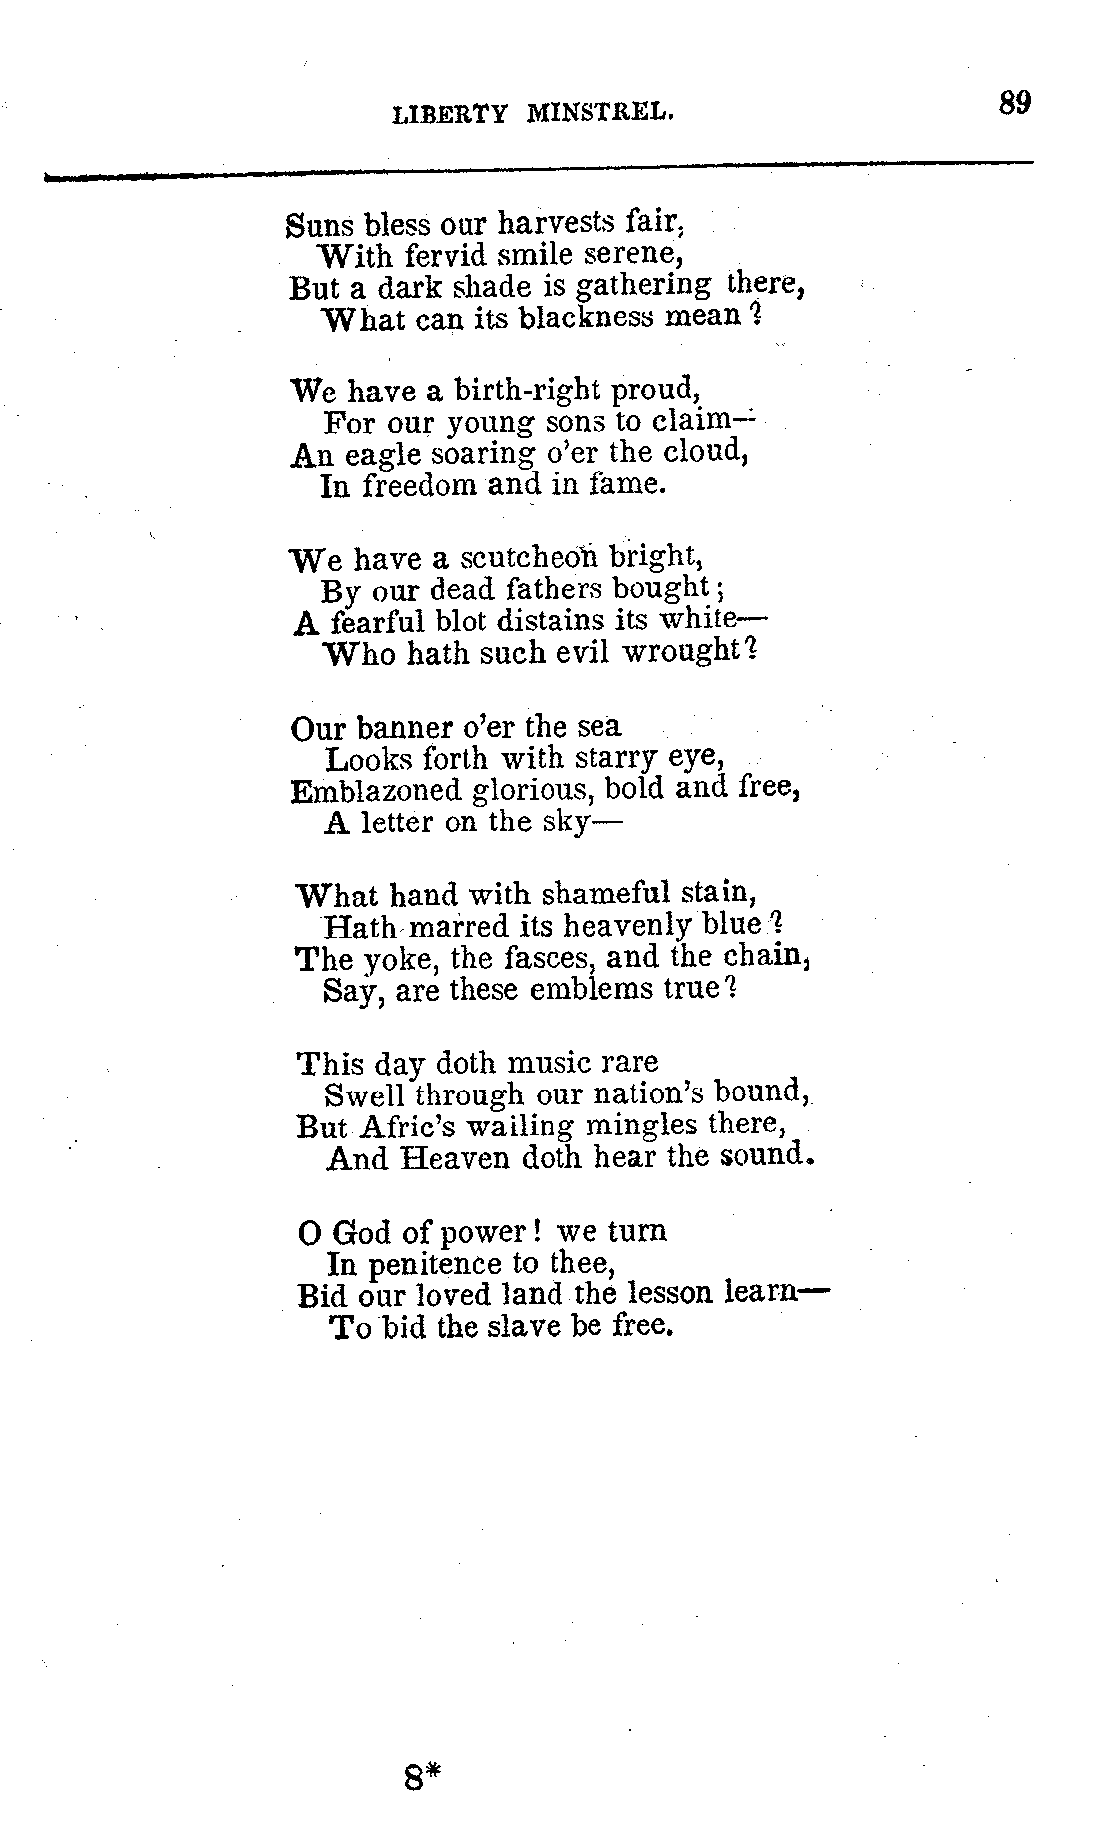 LIBERTY MINSTREL. 89
Suns bless our harvests fair,
With fervid smile serene,
But a dark shade is gathering there,
What can its blackness mean?
We have a birth-right proud,
For our young sons to claim—
An eagle soaring o'er the cloud,
In freedom and in fame.
We have a scutcheon bright,
By our dead fathers bought;
A fearful blot distains its white—
Who hath such evil wrought?
Our banner o'er the sea
Looks forth with starry eye,
Emblazoned glorious, bold and free,
A letter on the sky—
What hand with shameful stain,
Hath marred its heavenly blue?
The yoke, the fasces, and the chain,
Say, are these emblems true?
This day doth music rare
Swell through our nation's bound,
But Afric's wailing mingles there,
And Heaven doth hear the sound.
O God of power! we turn
In penitence to thee,
Bid our loved land the lesson learn—
To bid the slave be free.
8*